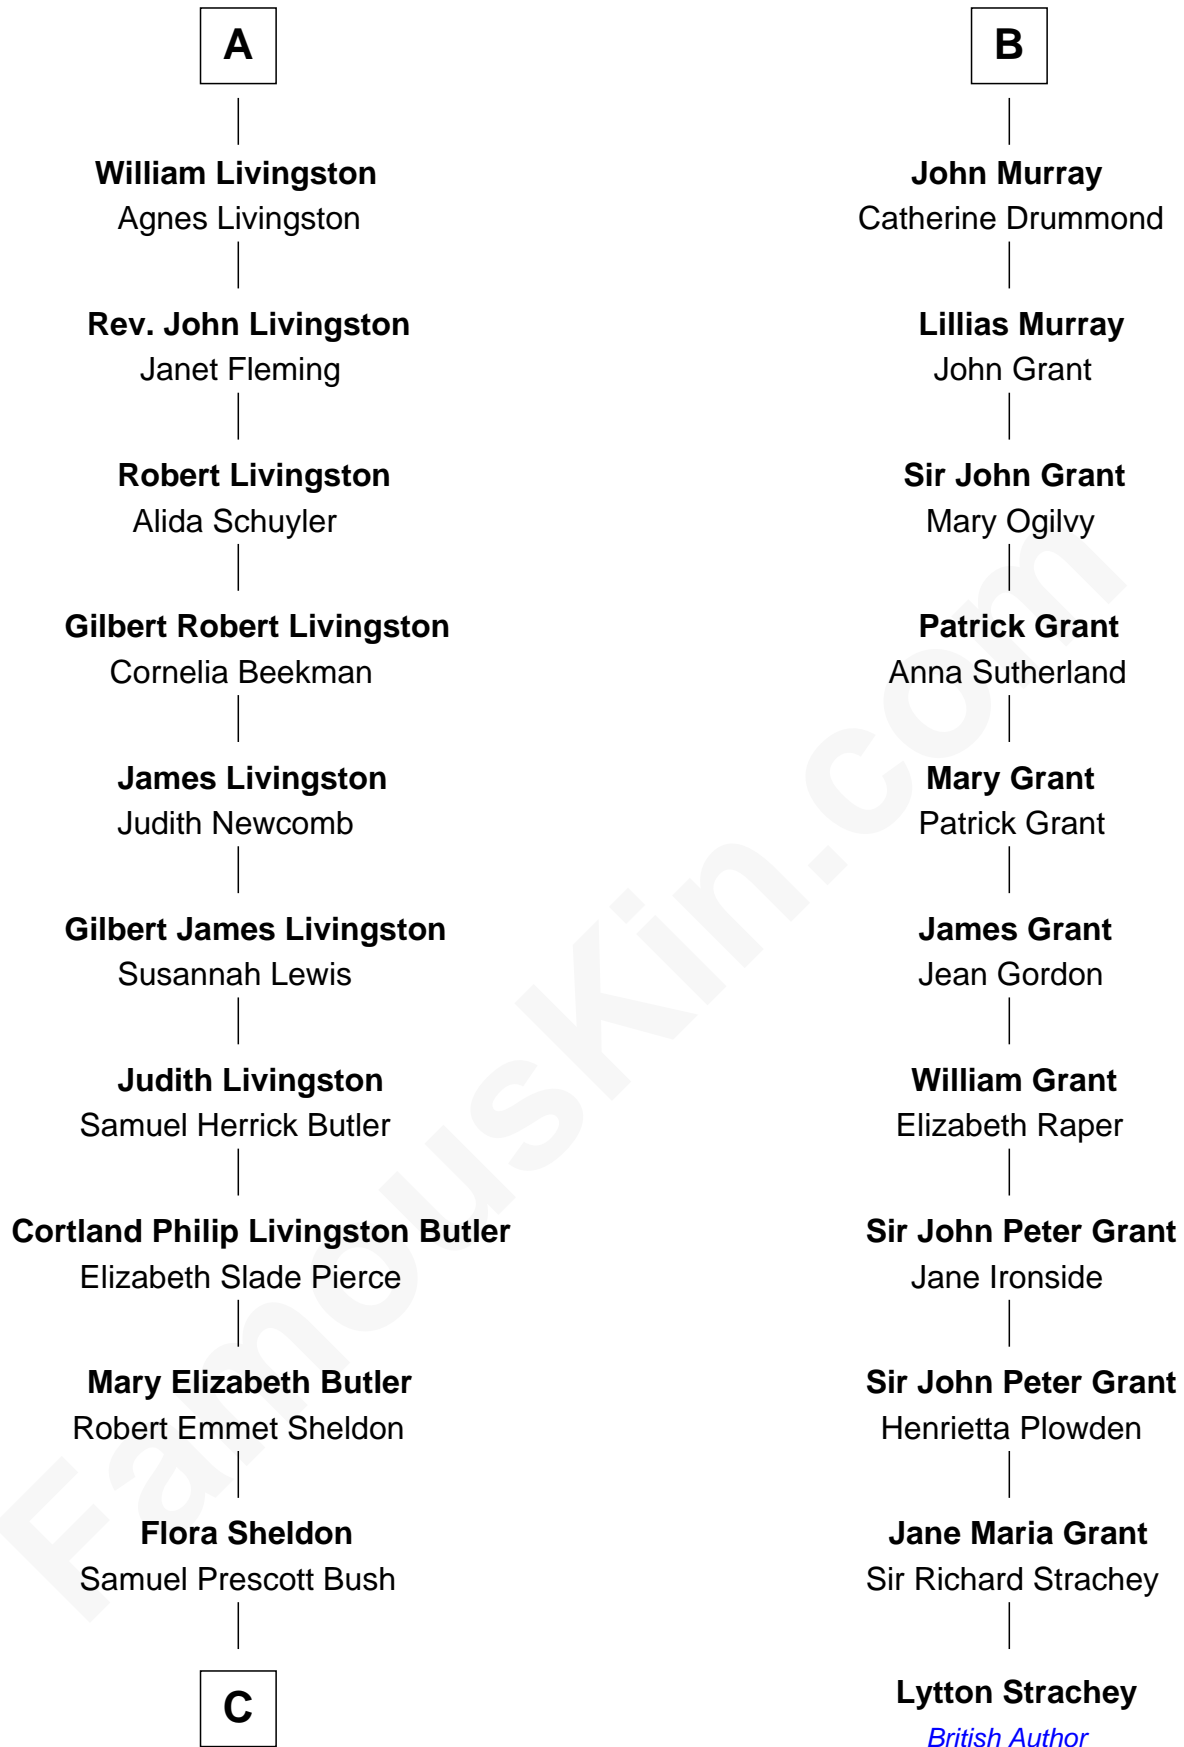 A
William Livingston
Agnes Livingston
Rev. John Livingston
Janet Fleming
Robert Livingston
Alida Schuyler
Gilbert Robert Livingston
Cornelia Beekman
James Livingston
Judith Newcomb
Gilbert James Livingston
Susannah Lewis
Judith Livingston
Samuel Herrick Butler
Cortland Philip Livingston Butler
Elizabeth Slade Pierce
Mary Elizabeth Butler
Robert Emmet Sheldon
Flora Sheldon
Samuel Prescott Bush
C
B
John Murray
Catherine Drummond
Lillias Murray
John Grant
Sir John Grant
Mary Ogilvy
Patrick Grant
Anna Sutherland
Mary Grant
Patrick Grant
James Grant
Jean Gordon
William Grant
Elizabeth Raper
Sir John Peter Grant
Jane Ironside
Sir John Peter Grant
Henrietta Plowden
Jane Maria Grant
Sir Richard Strachey
Lytton Strachey
British Author
FamousKin.com